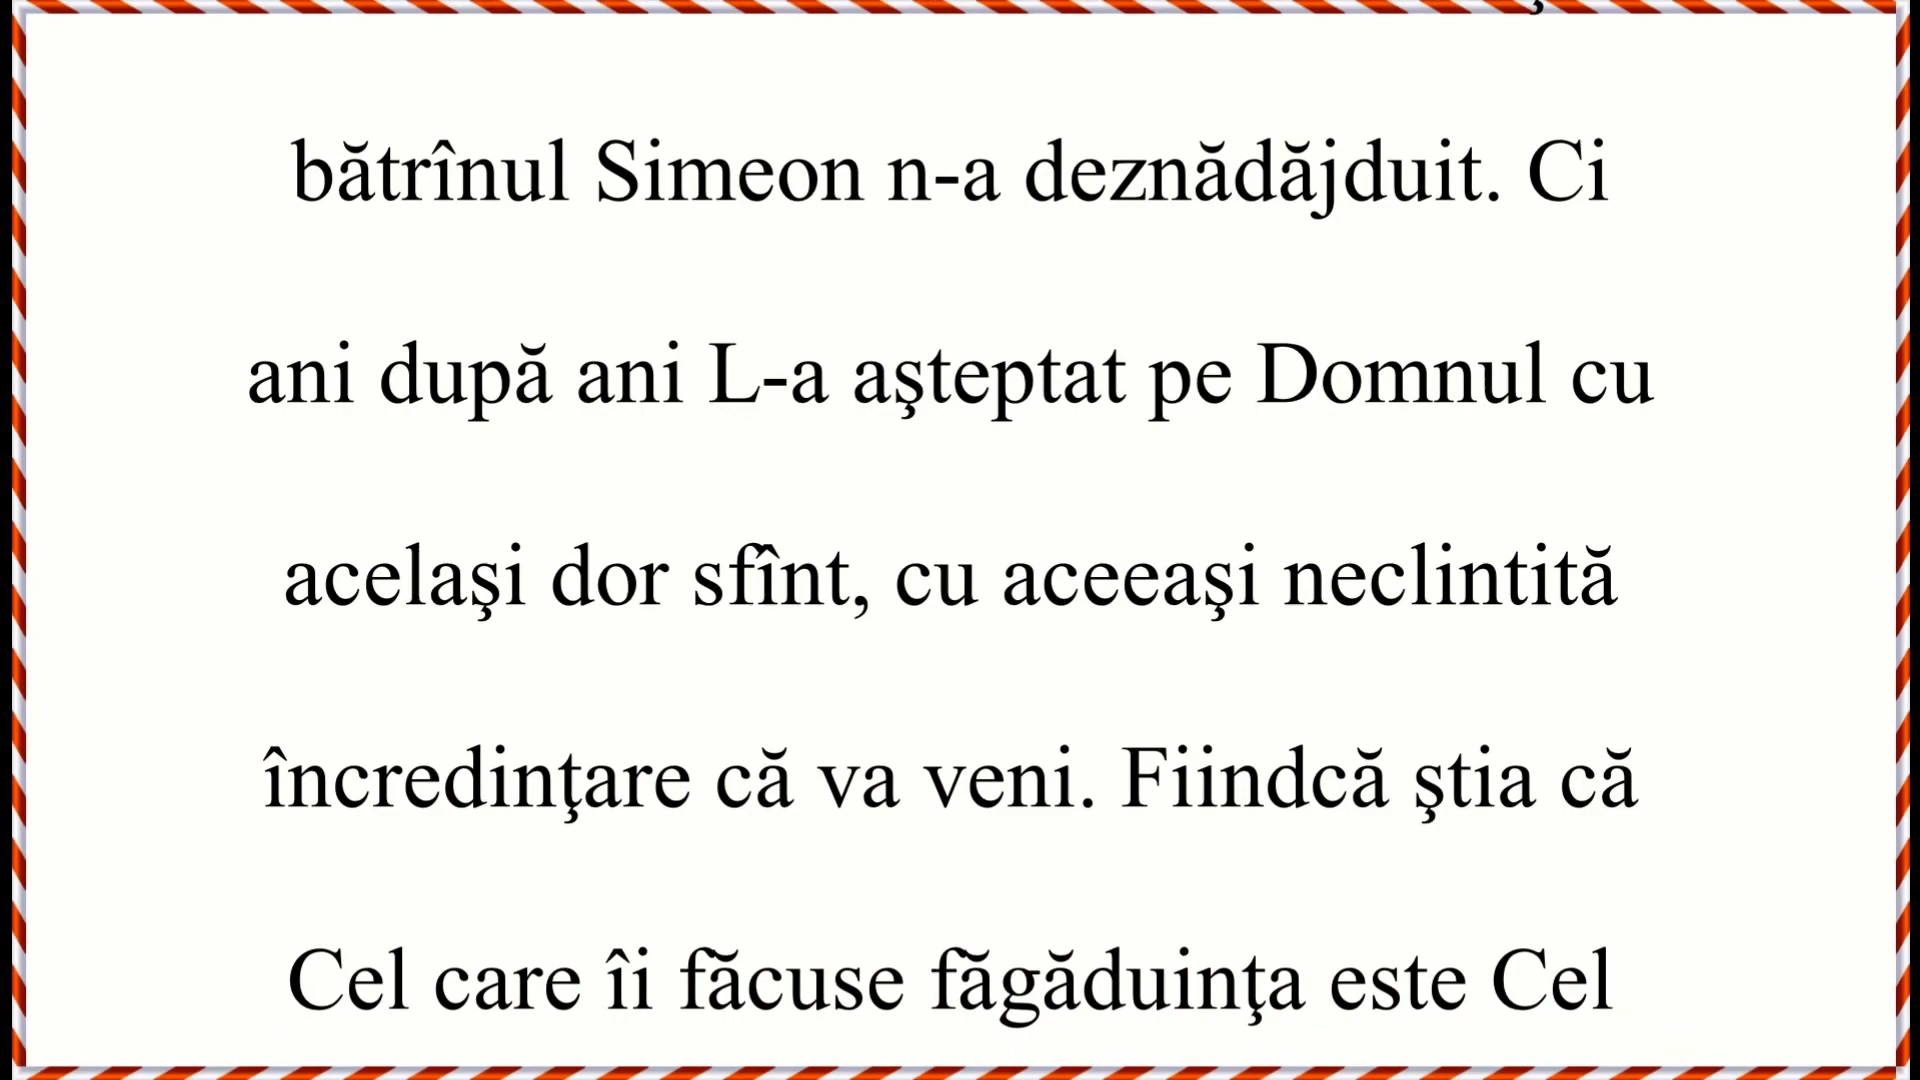 bătrînul Simeon n-a deznădăjduit. Ci
ani după ani L-a aşteptat pe Domnul cu
acelaşi dor sfînt, cu aceeaşi neclintită
încredinţare că va veni. Fiindcă ştia că
Cel care îi făcuse făgăduinţa este Cel